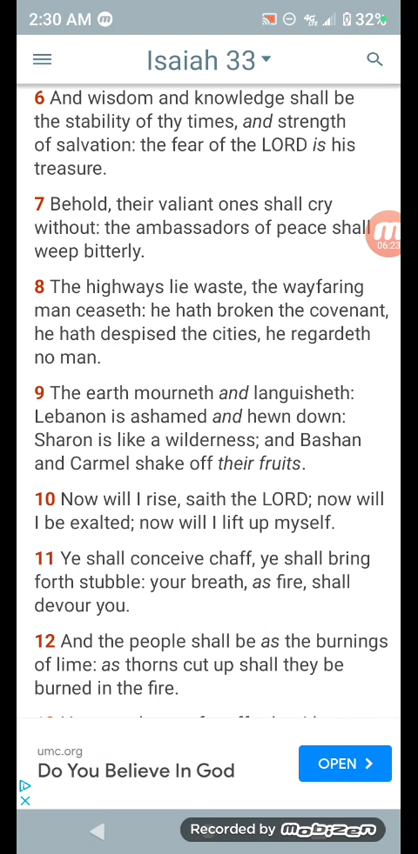 2:30 AM m 4G 32%
Isaiah 33
6 And wisdom and knowledge shall be
the stability of thy times, and strength
of salvation: the fear of the LORD is his
treasure.
7 Behold, their valiant ones shall cry
without: the ambassadors of peace shall
weep bitterly.
m
06:23
8 The highways lie waste, the wayfaring
man ceaseth: he hath broken the covenant,
he hath despised the cities, he regardeth
no man.
9 The earth mourneth and languisheth:
Lebanon is ashamed and hewn down:
Sharon is like a wilderness; and Bashan
and Carmel shake off their fruits.
10 Now will I rise, saith the LORD; now will
I be exalted; now will I lift up myself.
11 Ye shall conceive chaff, ye shall bring
forth stubble: your breath, as fire, shall
devour you.
12 And the people shall be as the burnings
of lime: as thorns cut up shall they be
burned in the fire.
umc.org
Do You Believe In God
OPEN
Recorded by mobizen